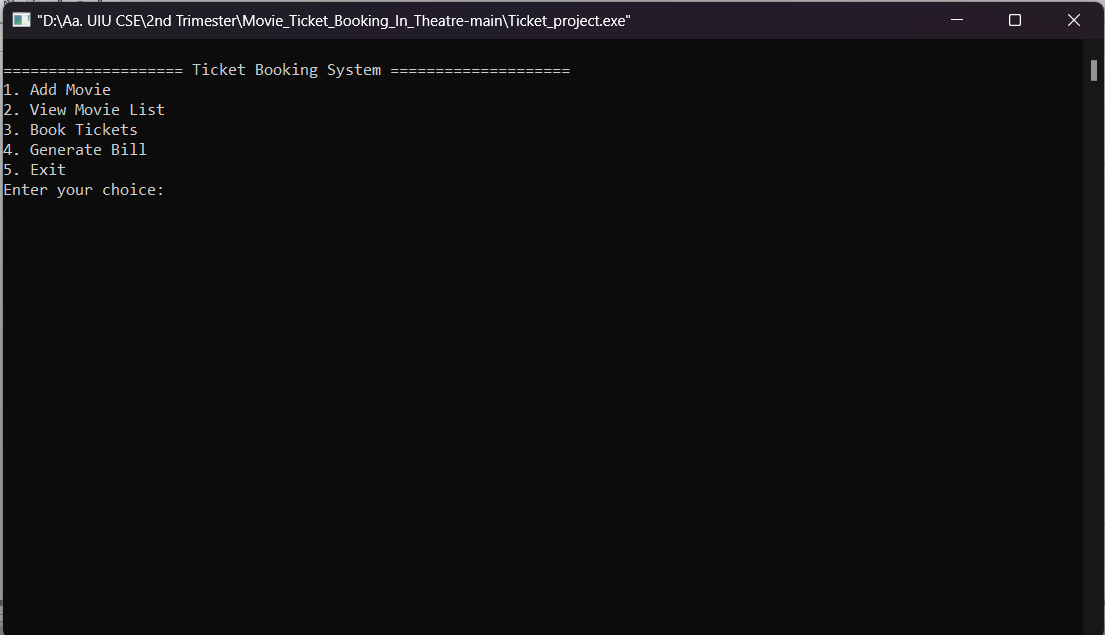 "D:\Aa. UIU CSE\2nd Trimester\Movie_Ticket_Booking_In_Theatre-main\Ticket_project.exe"
==================== Ticket Booking System ====================
1. Add Movie
2. View Movie List
3. Book Tickets
4. Generate Bill
5. Exit
Enter your choice: